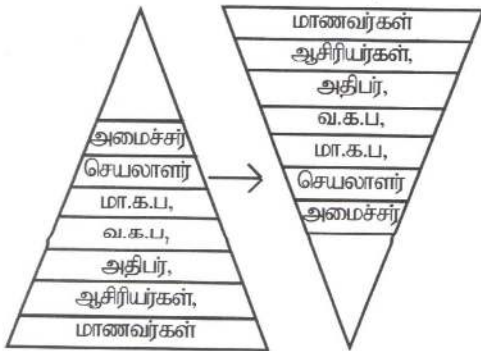 அமைச்சர்
செயலாளர்
மா.க.ப,
வ.க.ப,
அதிபர்,
ஆசிரியர்கள்,
மாணவர்கள்
மாணவர்கள்
ஆசிரியர்கள்,
அதிபர்,
வ.க.ப,
மா.க.ப,
செயலாளர்
அமைச்சர்